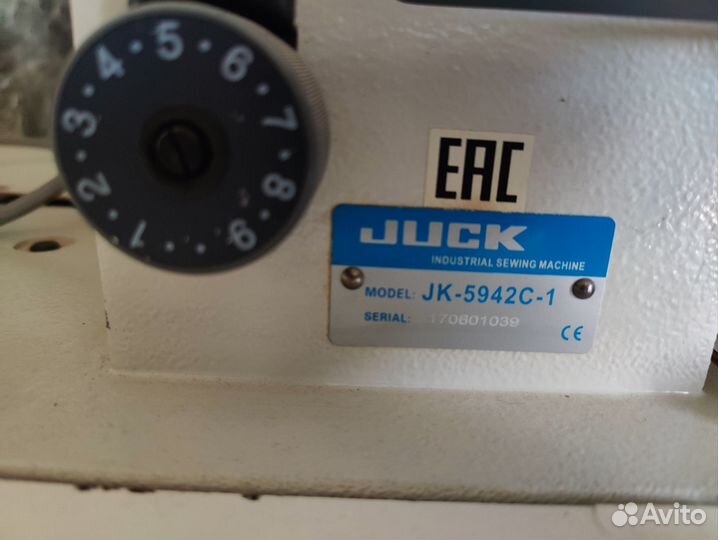 1 2 3 4 5 6 7 8 9
EAC
JUCK
INDUSTRIAL SEWING MACHINE
MODEL: JK-5942C-1
SERIAL: 170601039
CE
Avito